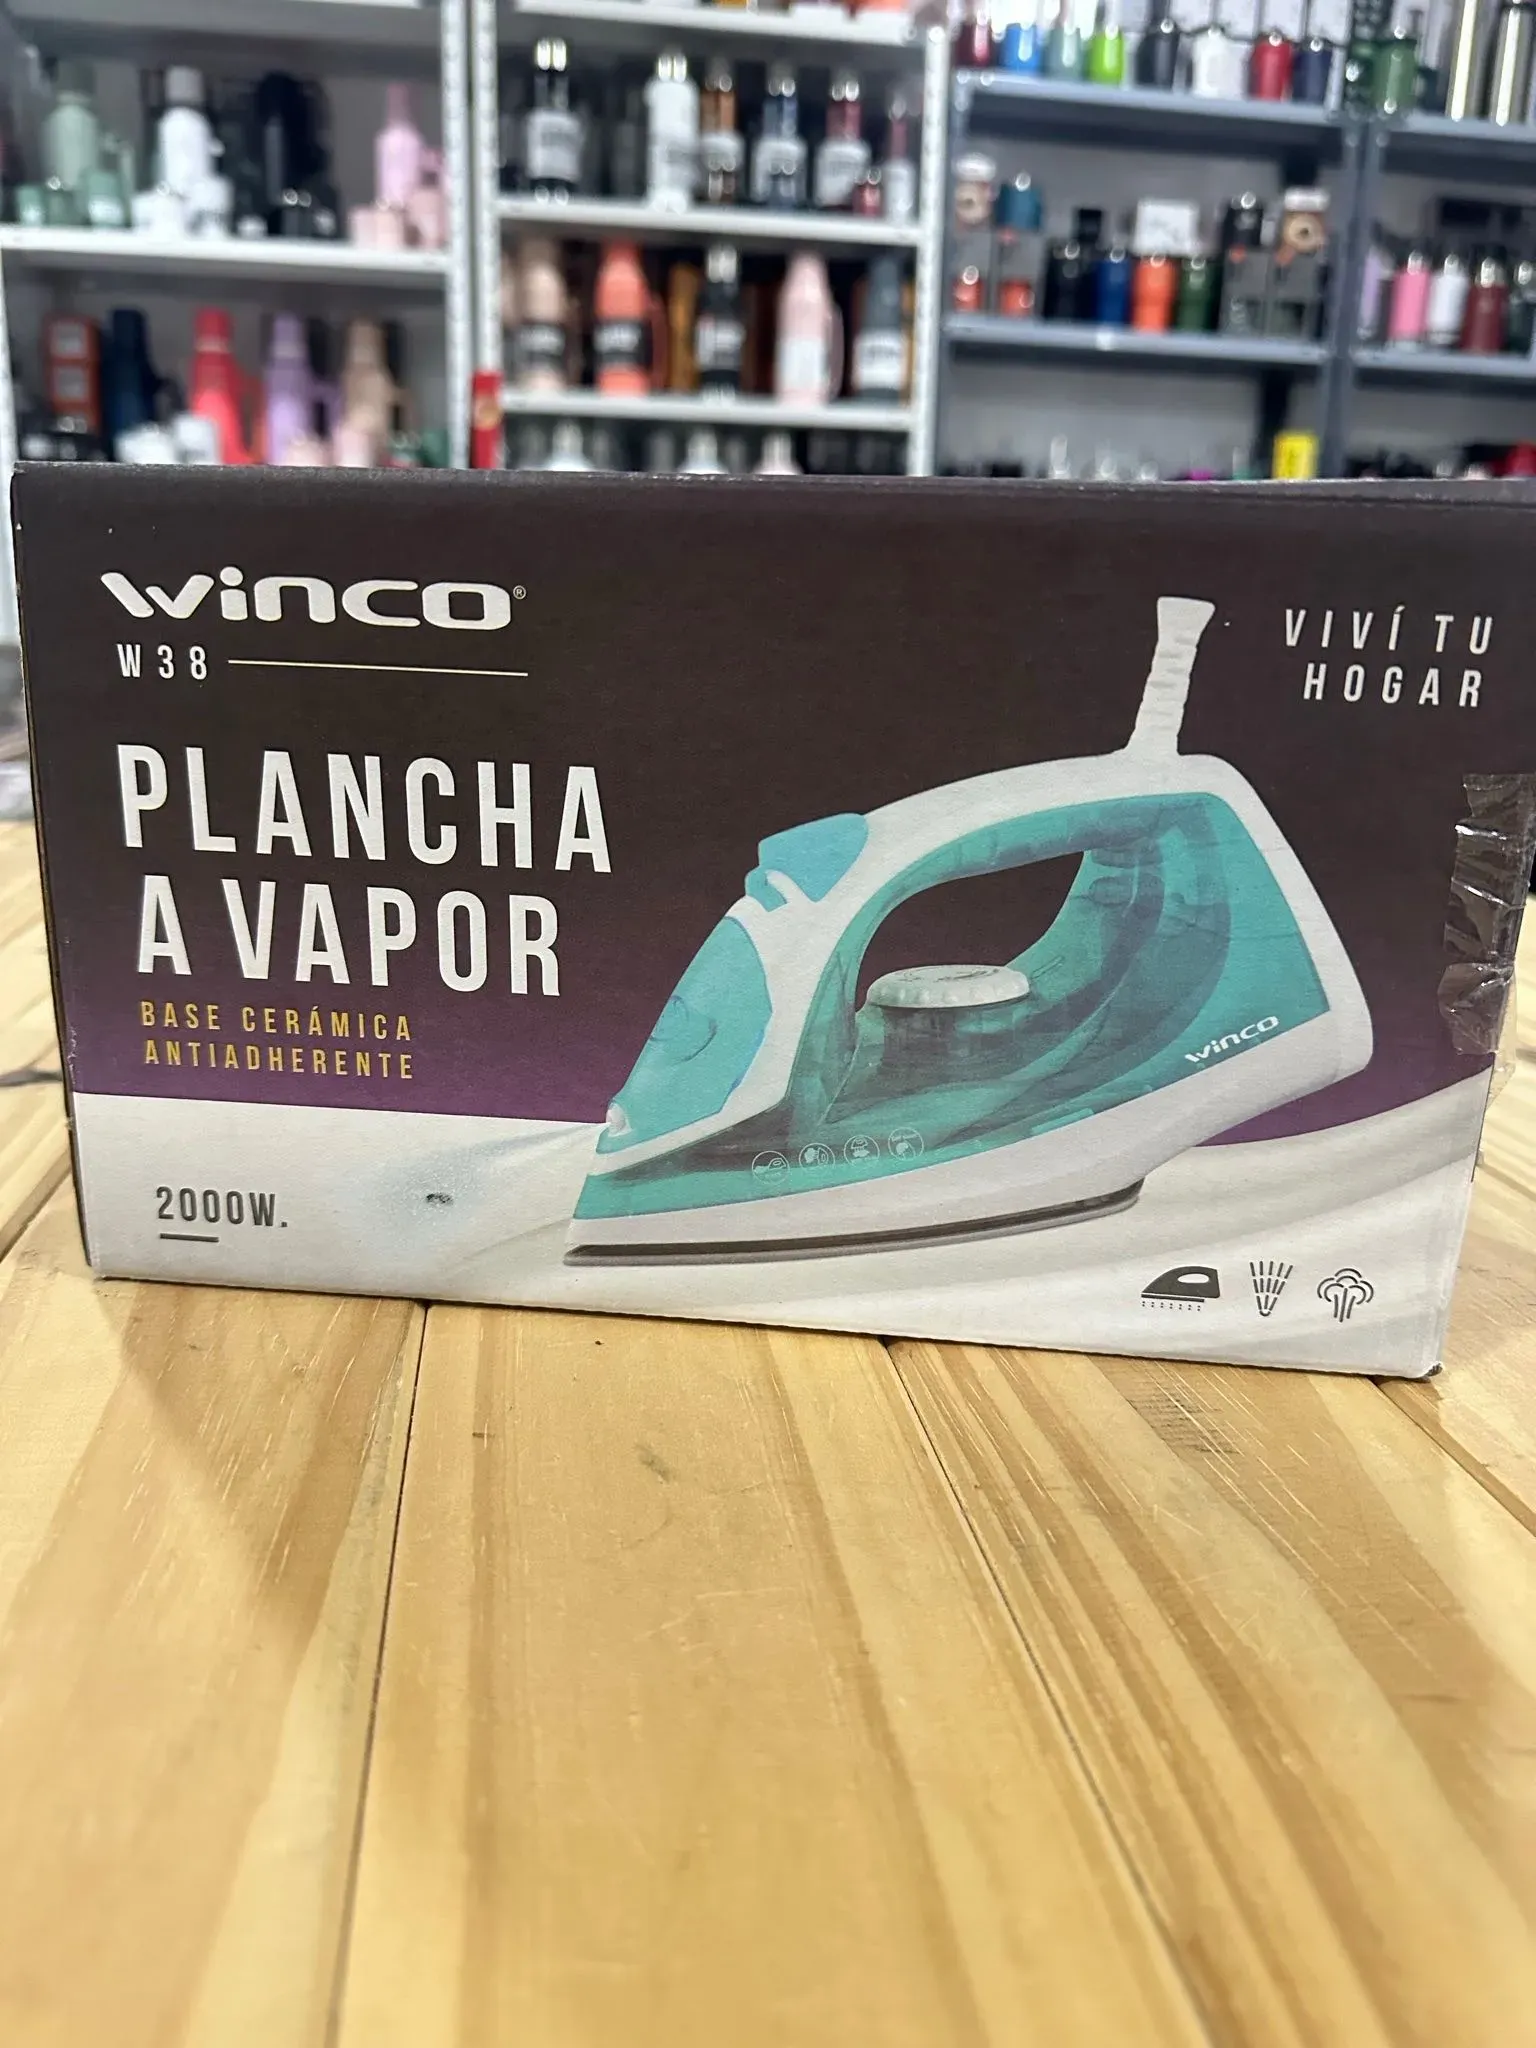 WINCO®
W38
VIVÍ TU
HOGAR
PLANCHA
A VAPOR
BASE CERÁMICA
ANTIADHERENTE
WINCO
2000W.